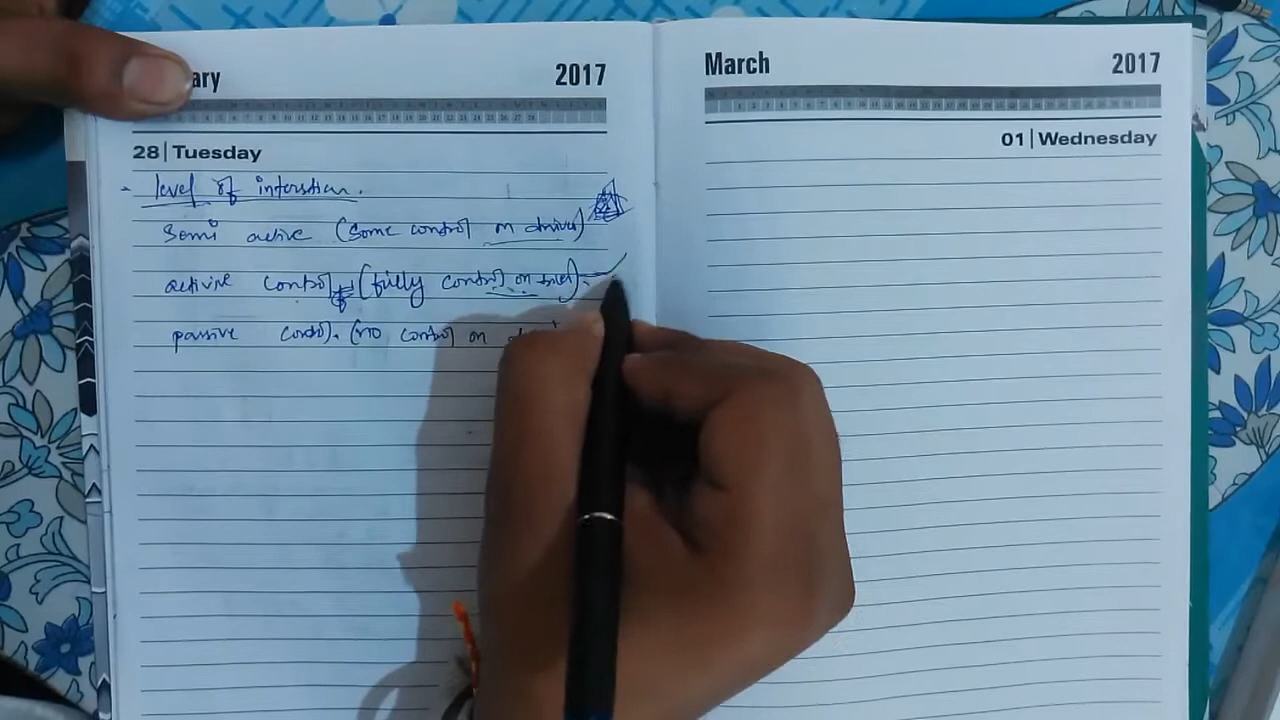 ary 2017
28|Tuesday
- level of interaction.
Semi active (some control on driver)
active control (fully control on driver)
passive control. (no control on
March 2017
01|Wednesday